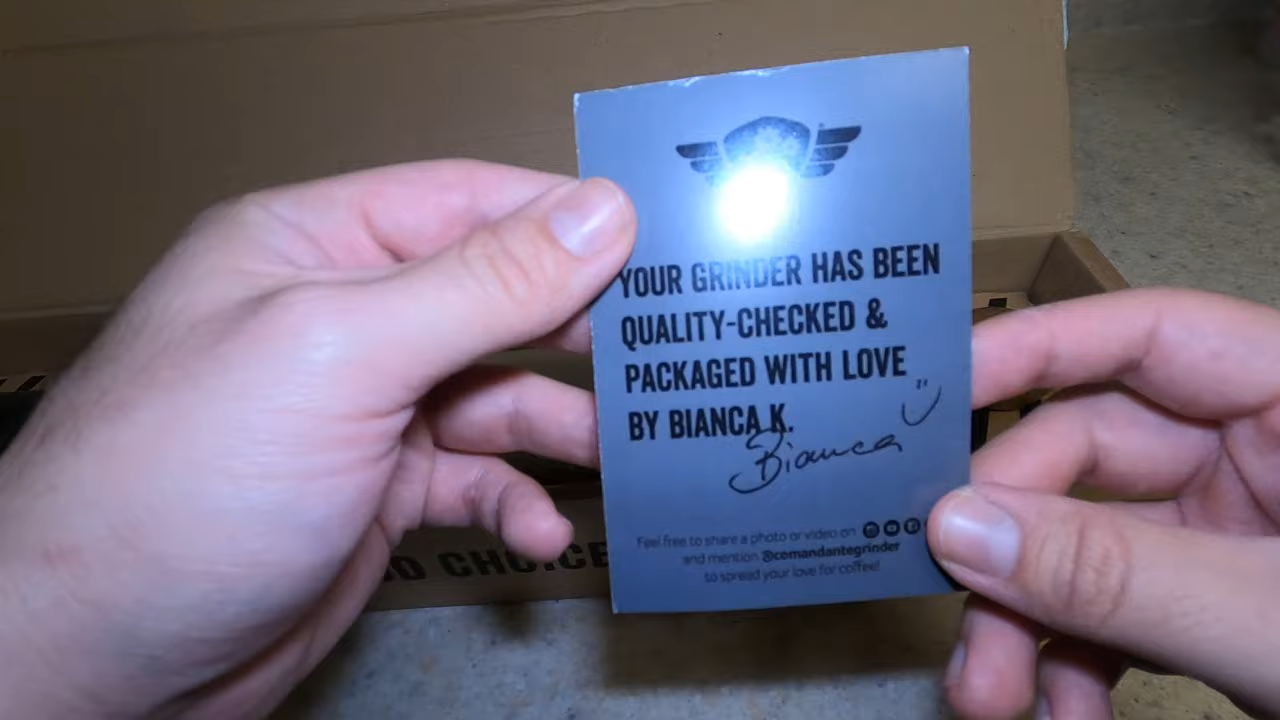 YOUR GRINDER HAS BEEN
QUALITY-CHECKED &
PACKAGED WITH LOVE
BY BIANCA K.
Bianca
Feel free to share a photo or video on
and mention @comandantegrinder
to spread your love for coffee!
CHOICE